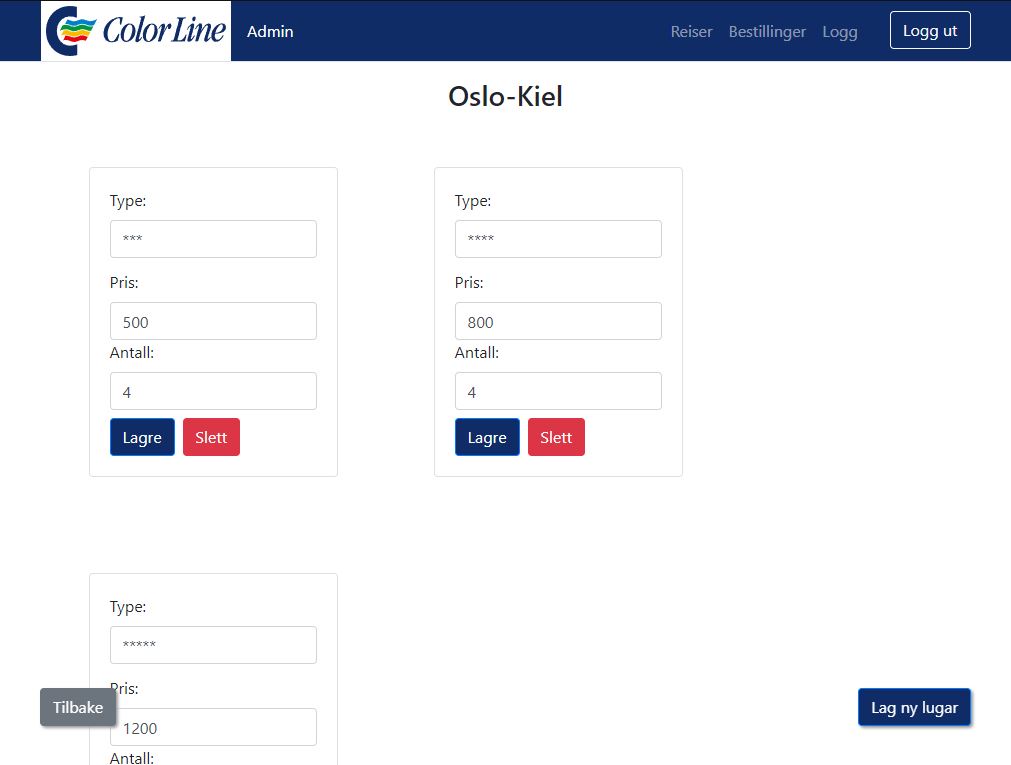 Color Line Admin Reiser Bestillinger Logg Logg ut
Oslo-Kiel
Type:
***
Pris:
500
Antall:
4
Lagre Slett
Type:
****
Pris:
800
Antall:
4
Lagre Slett
Type:
*****
Pris:
1200
Antall:
Tilbake
Lag ny lugar